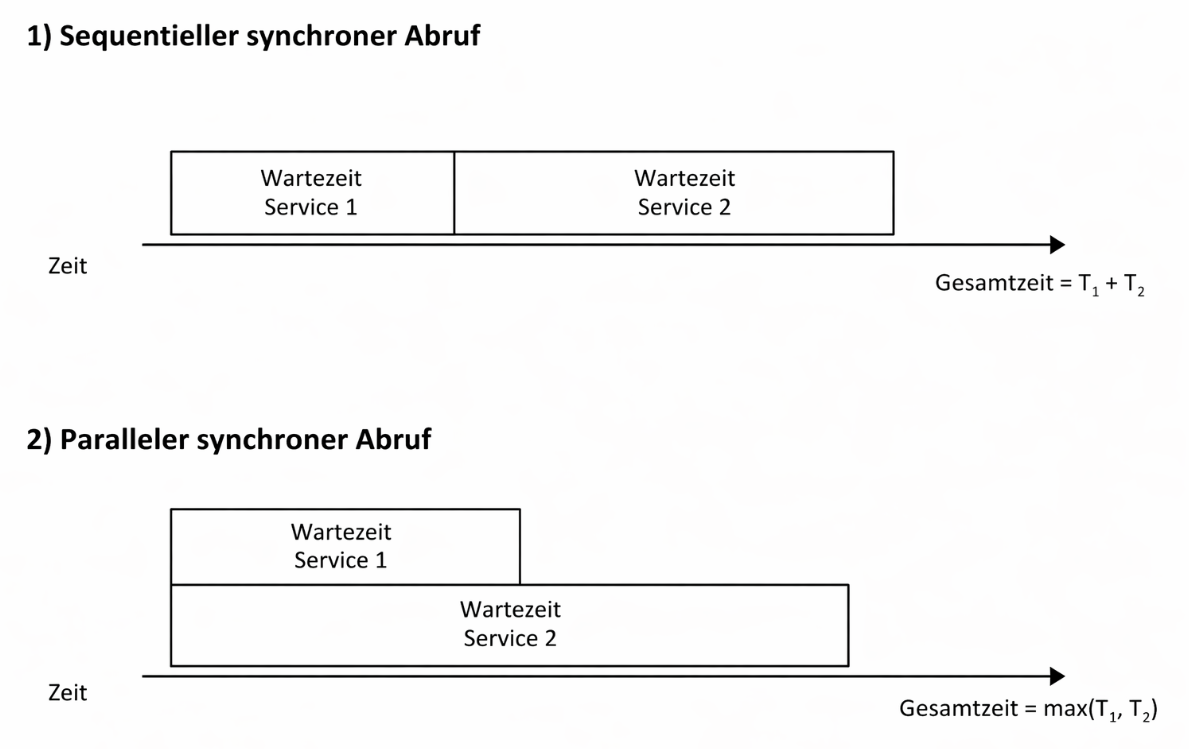 1) Sequentieller synchroner Abruf
Wartezeit
Service 1
Wartezeit
Service 2
Zeit
Gesamtzeit = T₁ + T₂
2) Paralleler synchroner Abruf
Wartezeit
Service 1
Wartezeit
Service 2
Zeit
Gesamtzeit = max(T₁, T₂)